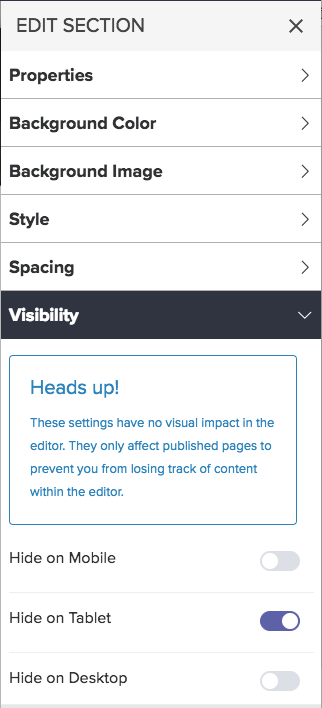 EDIT SECTION
Properties
Background Color
Background Image
Style
Spacing
Visibility
Heads up!
These settings have no visual impact in the
editor. They only affect published pages to
prevent you from losing track of content
within the editor.
Hide on Mobile
Hide on Tablet
Hide on Desktop